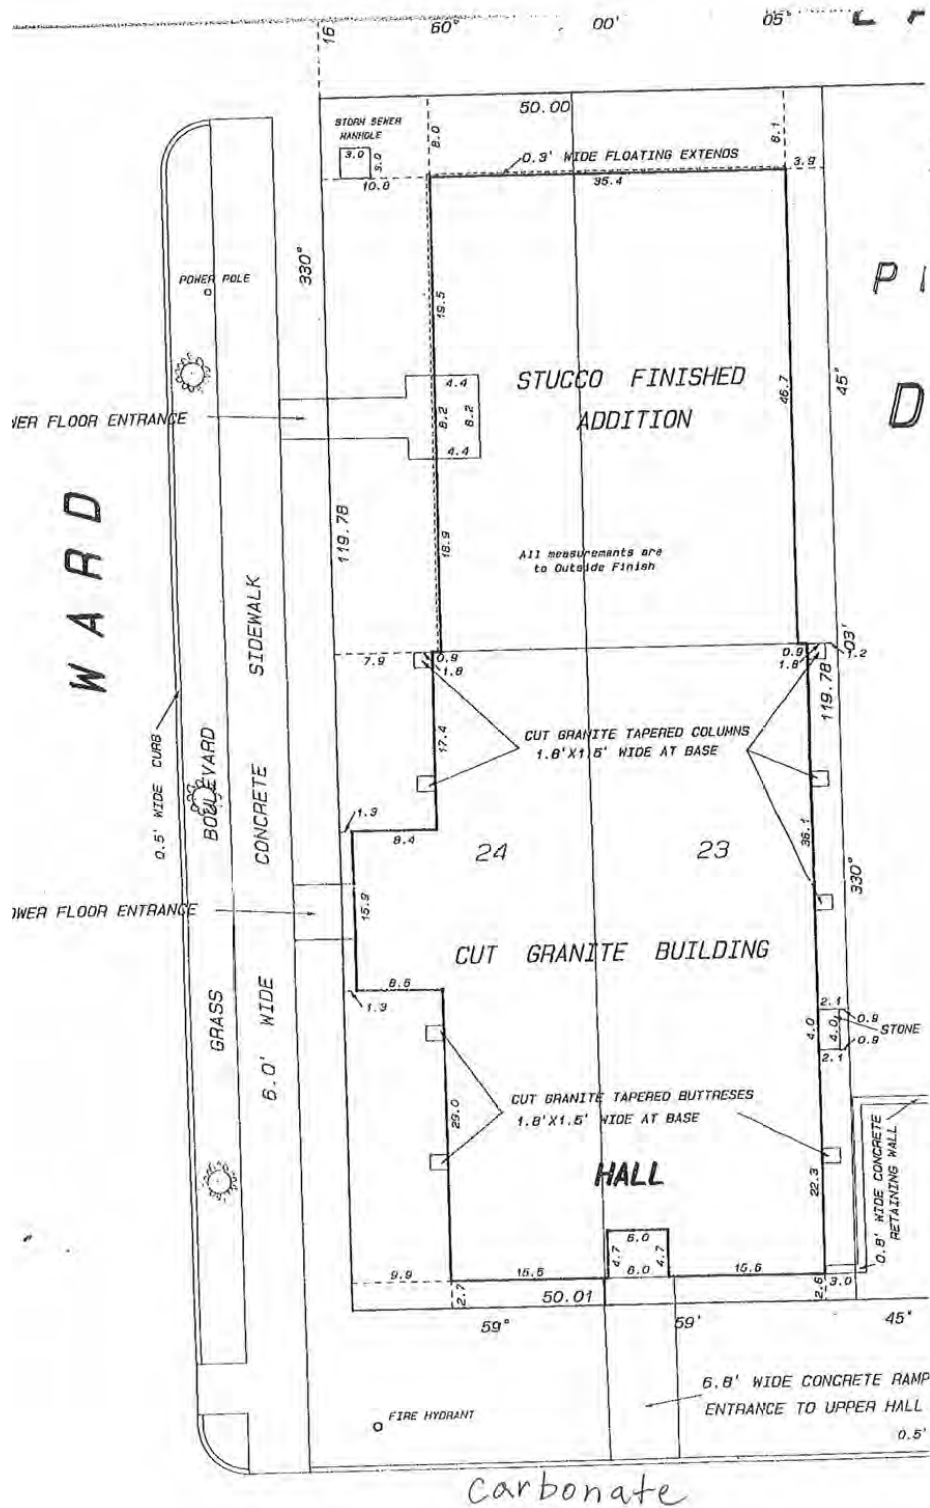 16'
60°
00'
05"
50.00
STORM SEWER
MANHOLE
3.0
3.0
8.0
8.1
0.3' WIDE FLOATING EXTENDS
3.9
10.8
35.4
330°
POWER POLE
19.5
4.4
8.2
8.2
4.4
STUCCO FINISHED
ADDITION
46.7
45"
PI
D
WER FLOOR ENTRANCE
WARD
119.78
18.9
All measurements are
to Outside Finish
SIDEWALK
7.9
0.9
1.8
0.9
1.8
03'
1.2
119.78
CUT GRANITE TAPERED COLUMNS
1.8'X1.5' WIDE AT BASE
17.4
0.5' WIDE CURB
BOULEVARD
CONCRETE
1.3
8.4
24
23
36.1
330°
OWER FLOOR ENTRANCE
15.9
CUT GRANITE BUILDING
8.6
1.3
GRASS
6.0' WIDE
2.1
0.9
4.0
4.0
STONE
0.9
2.1
CUT GRANITE TAPERED BUTTRESES
1.8'X1.5' WIDE AT BASE
29.0
HALL
22.3
0.8' WIDE CONCRETE
RETAINING WALL
6.0
4.7
4.7
9.9
15.5
6.0
15.6
2.6
3.0
2.7
50.01
59°
59'
45"
6.8' WIDE CONCRETE RAMP
ENTRANCE TO UPPER HALL
FIRE HYDRANT
0.5'
Carbonate